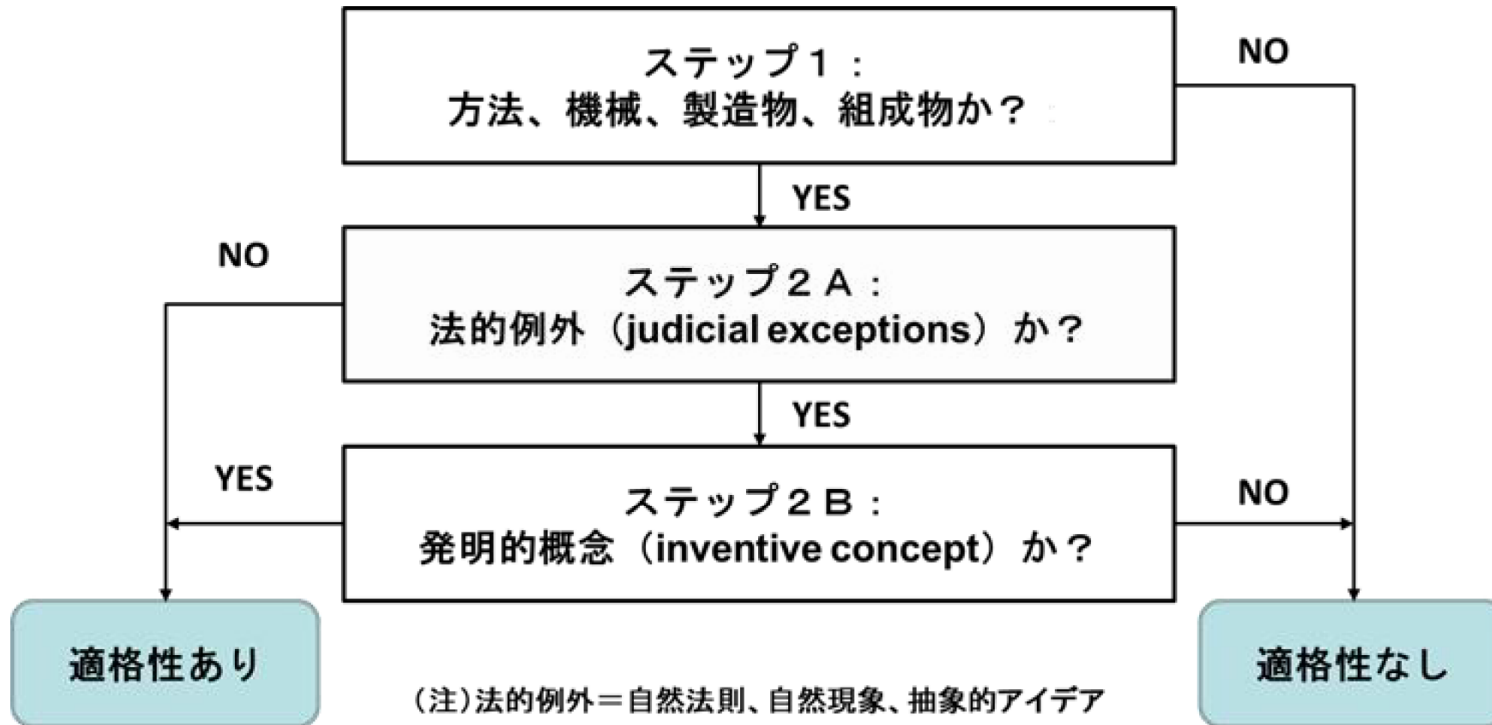 ステップ１：
方法、機械、製造物、組成物か？
NO
YES
NO
ステップ２Ａ：
法的例外（judicial exceptions）か？
YES
YES
ステップ２Ｂ：
発明的概念（inventive concept）か？
NO
適格性あり
適格性なし
（注）法的例外＝自然法則、自然現象、抽象的アイデア